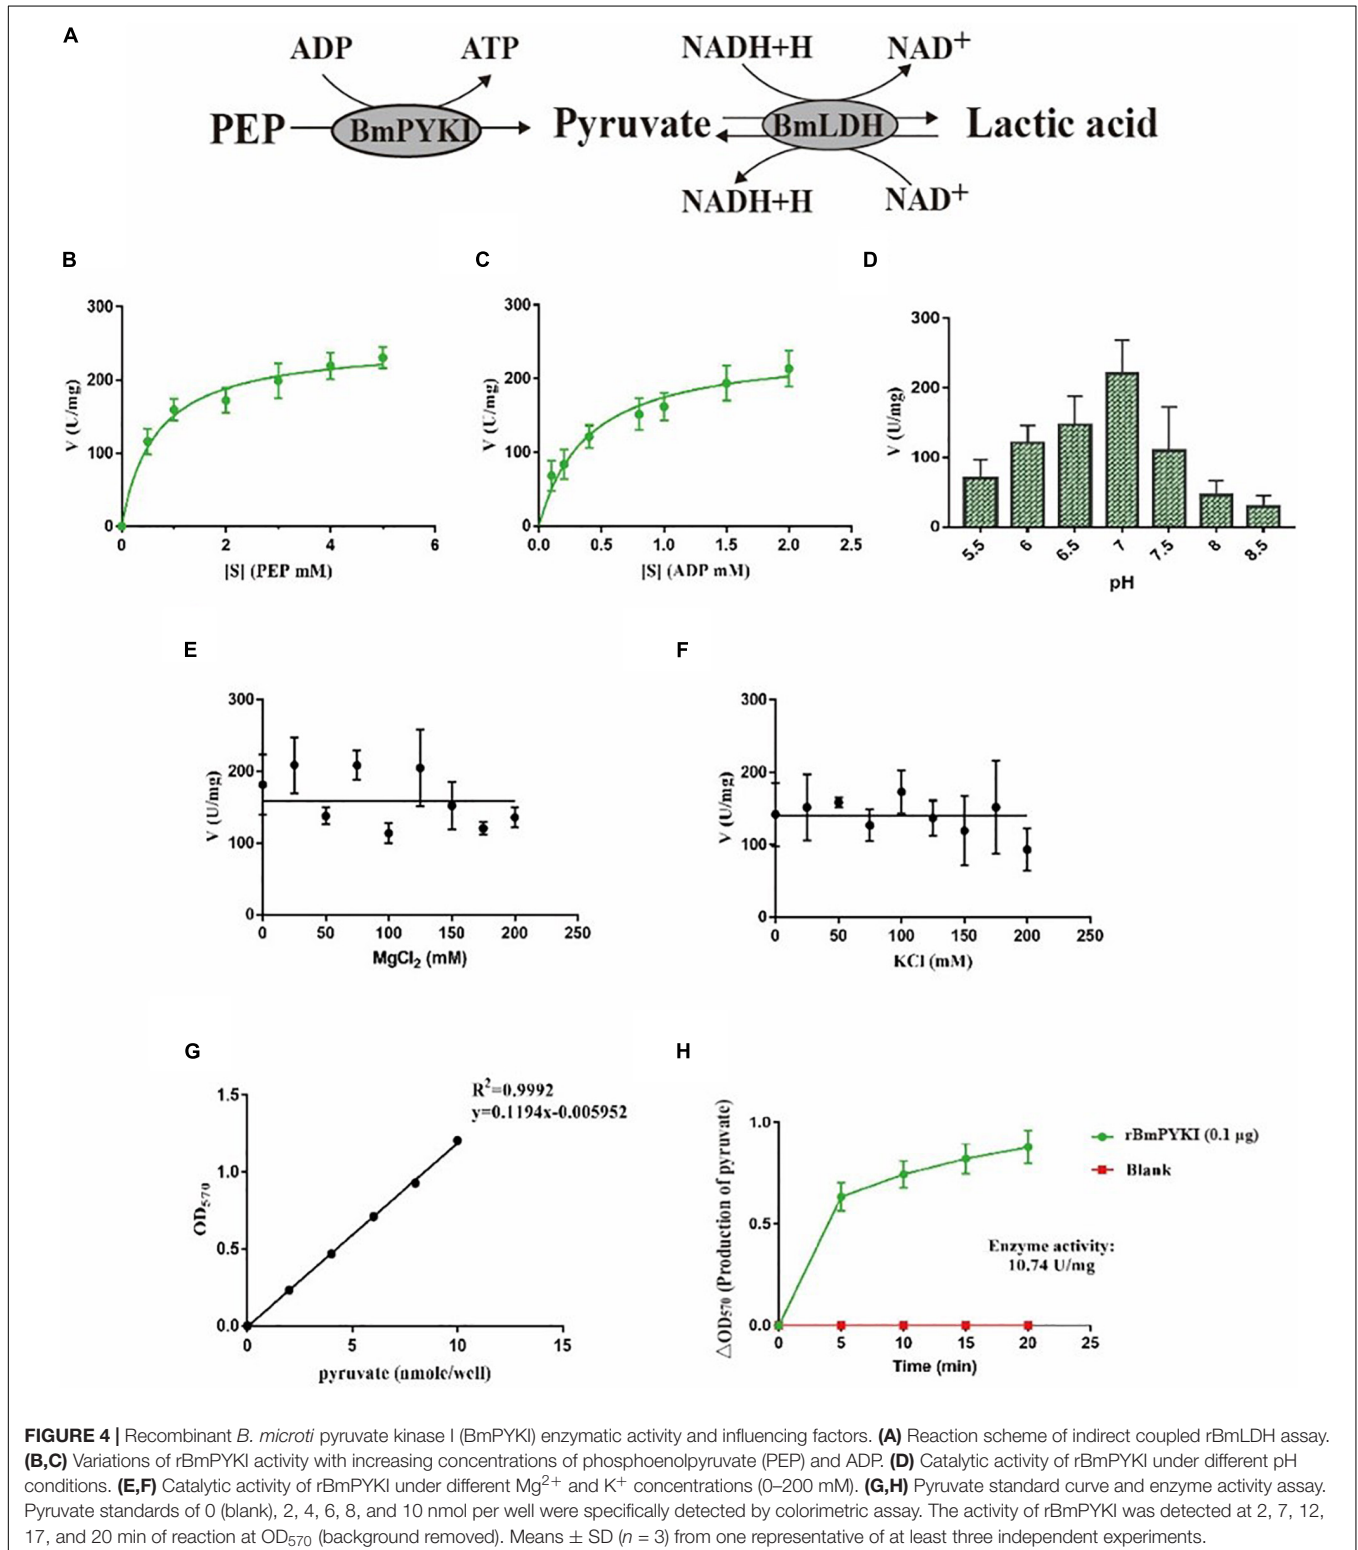 A
ADP ATP NADH+H NAD+
PEP BmPYKI Pyruvate BmLDH Lactic acid
NADH+H NAD+
B
300
200
100
0
V (U/mg)
0 2 4 6
[S] (PEP mM)
C
300
200
100
0
V (U/mg)
0.0 0.5 1.0 1.5 2.0 2.5
[S] (ADP mM)
D
300
200
100
0
V (U/mg)
5.5 6 6.5 7 7.5 8 8.5
pH
E
300
200
100
0
V (U/mg)
0 50 100 150 200 250
MgCl2 (mM)
F
300
200
100
0
V (U/mg)
0 50 100 150 200 250
KCl (mM)
G
R2=0.9992
y=0.1194x-0.005952
1.5
1.0
0.5
0.0
OD570
0 5 10 15
pyruvate (nmole/well)
H
1.0
0.5
0.0
△OD570 (Production of pyruvate)
rBmPYKI (0.1 µg)
Blank
Enzyme activity:
10.74 U/mg
0 5 10 15 20 25
Time (min)
FIGURE 4 | Recombinant B. microti pyruvate kinase I (BmPYKI) enzymatic activity and influencing factors. (A) Reaction scheme of indirect coupled rBmLDH assay.
(B,C) Variations of rBmPYKI activity with increasing concentrations of phosphoenolpyruvate (PEP) and ADP. (D) Catalytic activity of rBmPYKI under different pH
conditions. (E,F) Catalytic activity of rBmPYKI under different Mg2+ and K+ concentrations (0–200 mM). (G,H) Pyruvate standard curve and enzyme activity assay.
Pyruvate standards of 0 (blank), 2, 4, 6, 8, and 10 nmol per well were specifically detected by colorimetric assay. The activity of rBmPYKI was detected at 2, 7, 12,
17, and 20 min of reaction at OD570 (background removed). Means ± SD (n = 3) from one representative of at least three independent experiments.